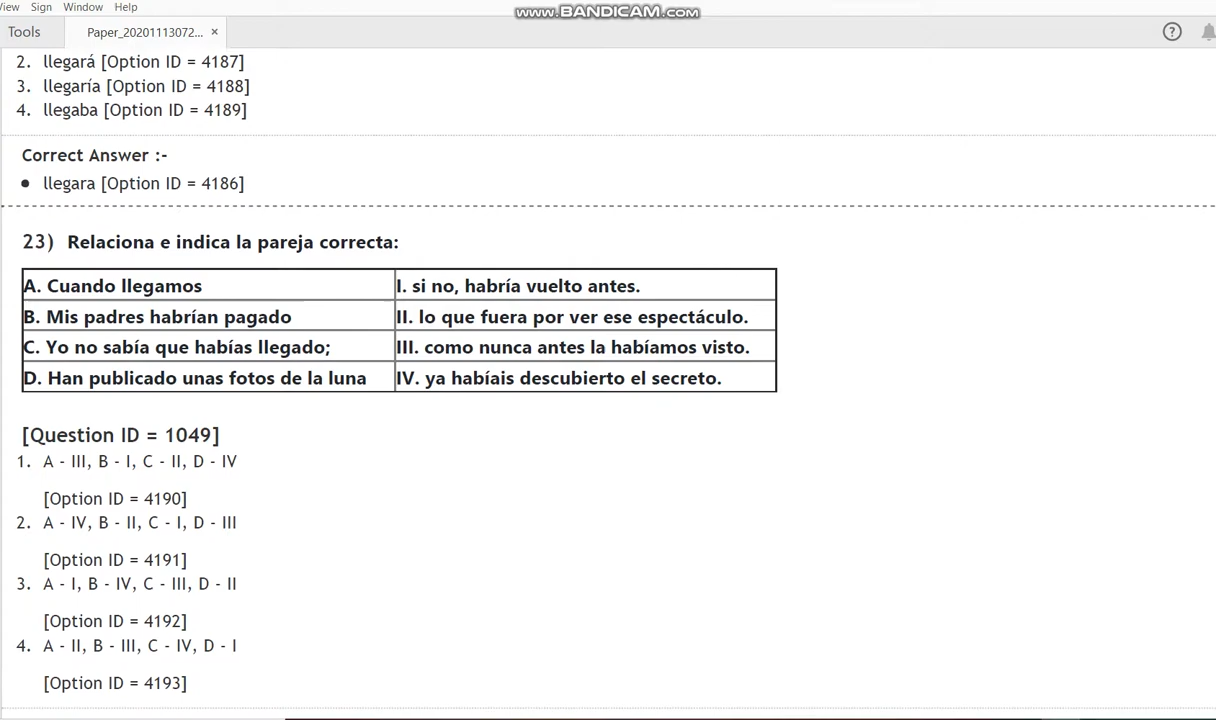 View Sign Window Help
www.BANDICAM.com
Tools Paper_20201113072... × ?
2. llegará [Option ID = 4187]
3. llegaría [Option ID = 4188]
4. llegaba [Option ID = 4189]
Correct Answer :-
• llegara [Option ID = 4186]
23) Relaciona e indica la pareja correcta:
A. Cuando llegamos I. si no, habría vuelto antes.
B. Mis padres habrían pagado II. lo que fuera por ver ese espectáculo.
C. Yo no sabía que habías llegado; III. como nunca antes la habíamos visto.
D. Han publicado unas fotos de la luna IV. ya habíais descubierto el secreto.
[Question ID = 1049]
1. A - III, B - I, C - II, D - IV
[Option ID = 4190]
2. A - IV, B - II, C - I, D - III
[Option ID = 4191]
3. A - I, B - IV, C - III, D - II
[Option ID = 4192]
4. A - II, B - III, C - IV, D - I
[Option ID = 4193]